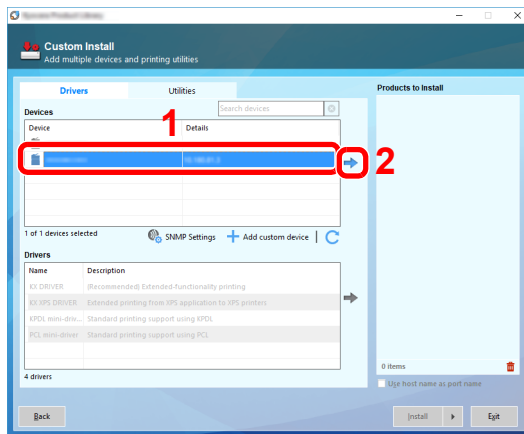 Custom Install
Add multiple devices and printing utilities
Drivers
Utilities
Products to Install
Devices
Search devices
Device
Details
1
2
1 of 1 devices selected
SNMP Settings
Add custom device
Drivers
Name
Description
KX DRIVER
(Recommended) Extended-functionality printing
KX XPS DRIVER
Extended printing from XPS application to XPS printers
KPDL mini-driv...
Standard printing support using KPDL
PCL mini-driver
Standard printing support using PCL
4 drivers
0 items
Use host name as port name
Back
Install
Exit